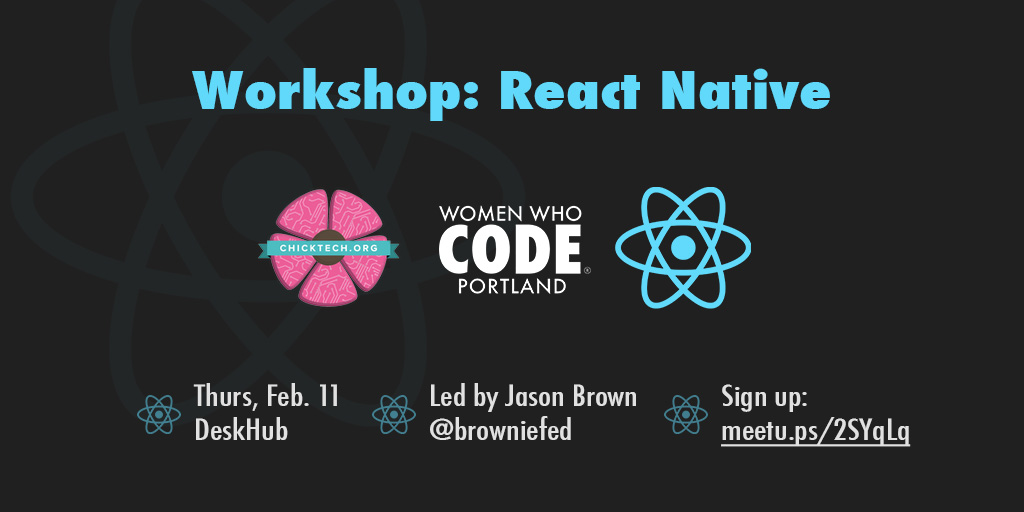 Workshop: React Native
CHICKTECH.ORG
WOMEN WHO
CODE®
PORTLAND
Thurs, Feb. 11
DeskHub
Led by Jason Brown
@browniefed
Sign up:
meetu.ps/2SYqLq